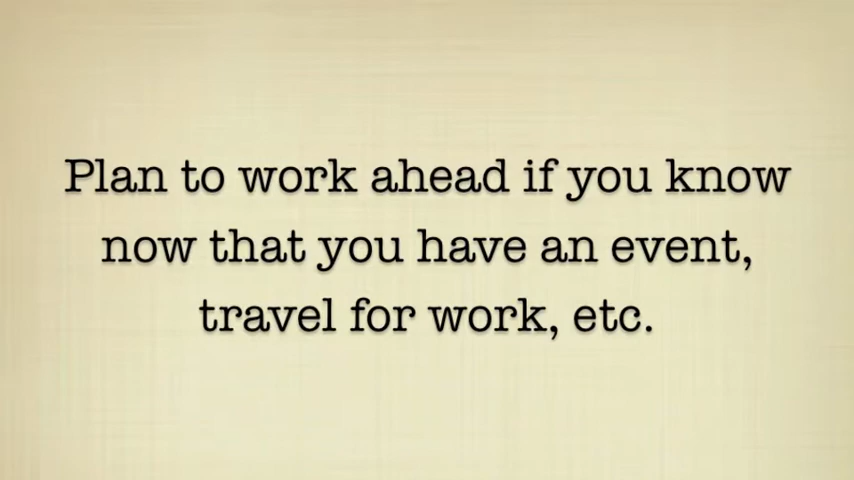 Plan to work ahead if you know
now that you have an event,
travel for work, etc.